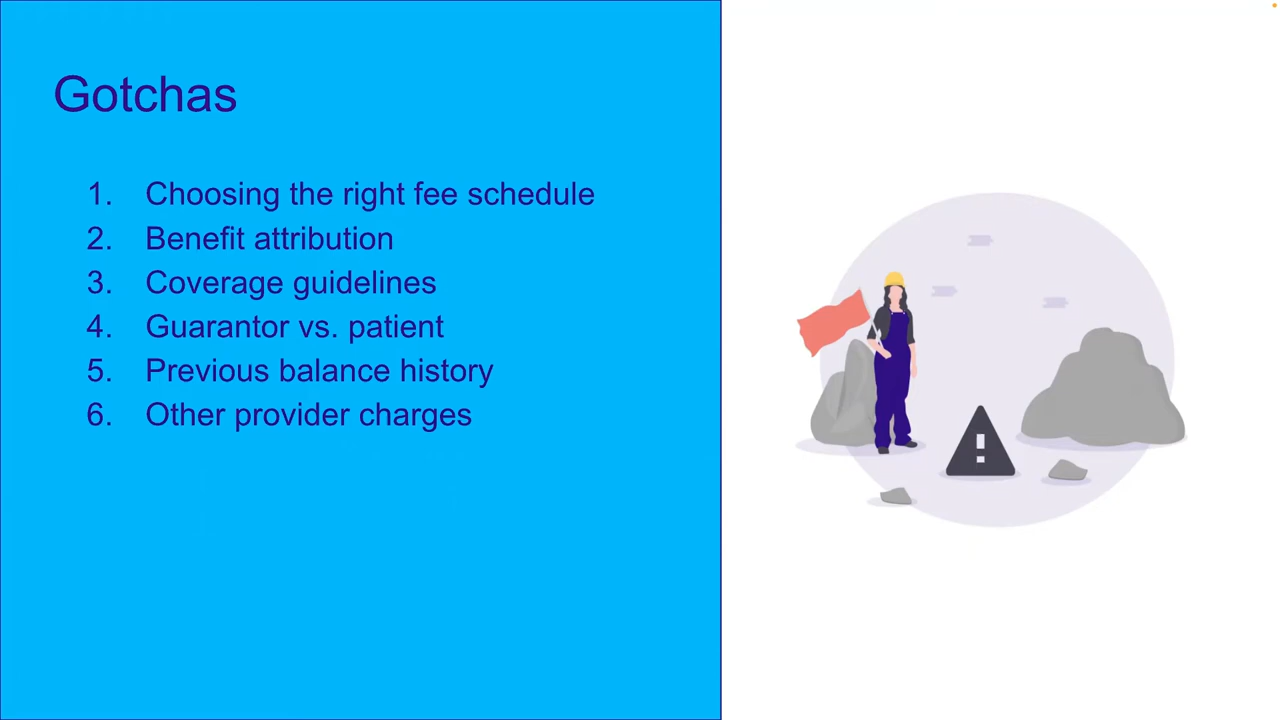 Gotchas
1. Choosing the right fee schedule
2. Benefit attribution
3. Coverage guidelines
4. Guarantor vs. patient
5. Previous balance history
6. Other provider charges